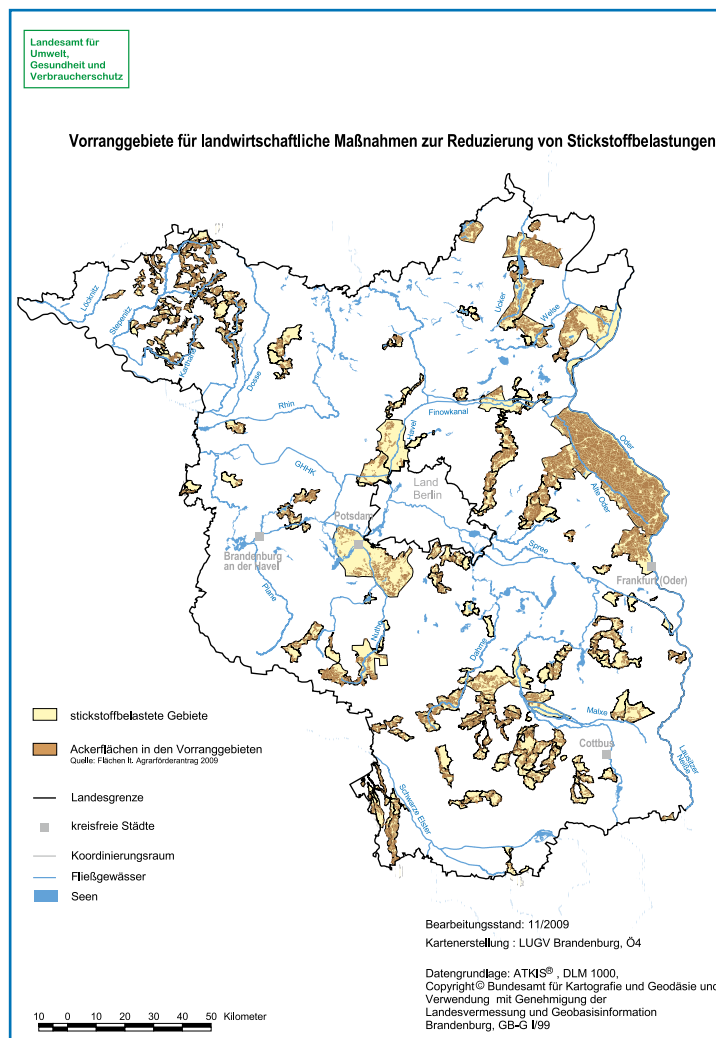 Landesamt für
Umwelt,
Gesundheit und
Verbraucherschutz
Vorranggebiete für landwirtschaftliche Maßnahmen zur Reduzierung von Stickstoffbelastungen
Löcknitz
Stepenitz
Karthane
Dosse
Rhin
GHHK
Havel
Finowkanal
Ucker
Welse
Oder
Alte Oder
Land
Berlin
Potsdam
Brandenburg
an der Havel
Plane
Nuthe
Spree
Frankfurt (Oder)
Dahme
Malxe
Cottbus
Lausitzer
Neiße
Schwarze Elster
stickstoffbelastete Gebiete
Ackerflächen in den Vorranggebieten
Quelle: Flächen lt. Agrarförderantrag 2009
Landesgrenze
kreisfreie Städte
Koordinierungsraum
Fließgewässer
Seen
10 0 10 20 30 40 50 Kilometer
Bearbeitungsstand: 11/2009
Kartenerstellung : LUGV Brandenburg, Ö4
Datengrundlage: ATKIS® , DLM 1000,
Copyright © Bundesamt für Kartografie und Geodäsie und
Verwendung mit Genehmigung der
Landesvermessung und Geobasisinformation
Brandenburg, GB-G I/99